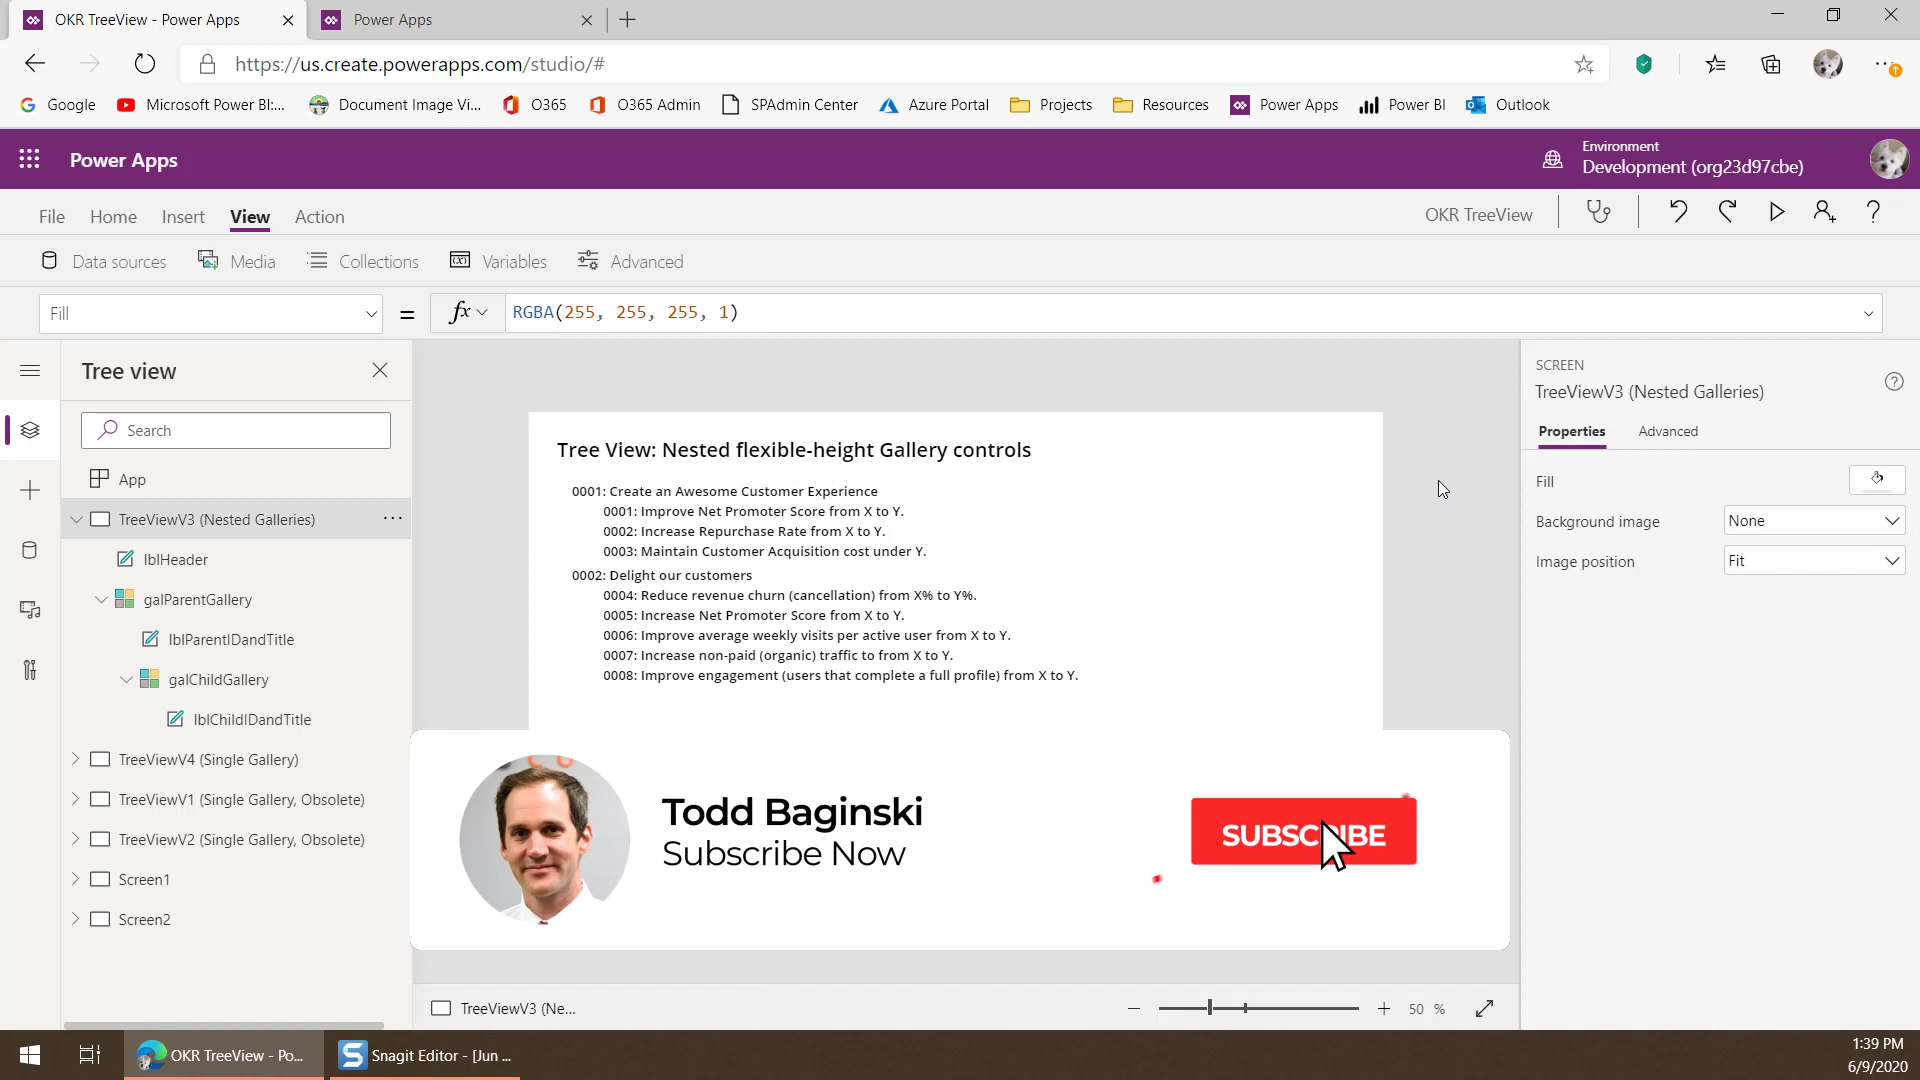 OKR TreeView - Power Apps
Power Apps
https://us.create.powerapps.com/studio/#
Google
Microsoft Power BI:...
Document Image Vi...
O365
O365 Admin
SPAdmin Center
Azure Portal
Projects
Resources
Power Apps
Power BI
Outlook
Power Apps
Environment
Development (org23d97cbe)
File
Home
Insert
View
Action
OKR TreeView
Data sources
Media
Collections
Variables
Advanced
Fill
=
fx
RGBA(255, 255, 255, 1)
Tree view
Search
App
TreeViewV3 (Nested Galleries)
lblHeader
galParentGallery
lblParentIDandTitle
galChildGallery
lblChildIDandTitle
TreeViewV4 (Single Gallery)
TreeViewV1 (Single Gallery, Obsolete)
TreeViewV2 (Single Gallery, Obsolete)
Screen1
Screen2
Tree View: Nested flexible-height Gallery controls
0001: Create an Awesome Customer Experience
0001: Improve Net Promoter Score from X to Y.
0002: Increase Repurchase Rate from X to Y.
0003: Maintain Customer Acquisition cost under Y.
0002: Delight our customers
0004: Reduce revenue churn (cancellation) from X% to Y%.
0005: Increase Net Promoter Score from X to Y.
0006: Improve average weekly visits per active user from X to Y.
0007: Increase non-paid (organic) traffic to from X to Y.
0008: Improve engagement (users that complete a full profile) from X to Y.
Todd Baginski
Subscribe Now
SUBSCRIBE
SCREEN
TreeViewV3 (Nested Galleries)
Properties
Advanced
Fill
Background image
None
Image position
Fit
TreeViewV3 (Ne...
50 %
OKR TreeView - Po...
Snagit Editor - [Jun ...
1:39 PM
6/9/2020